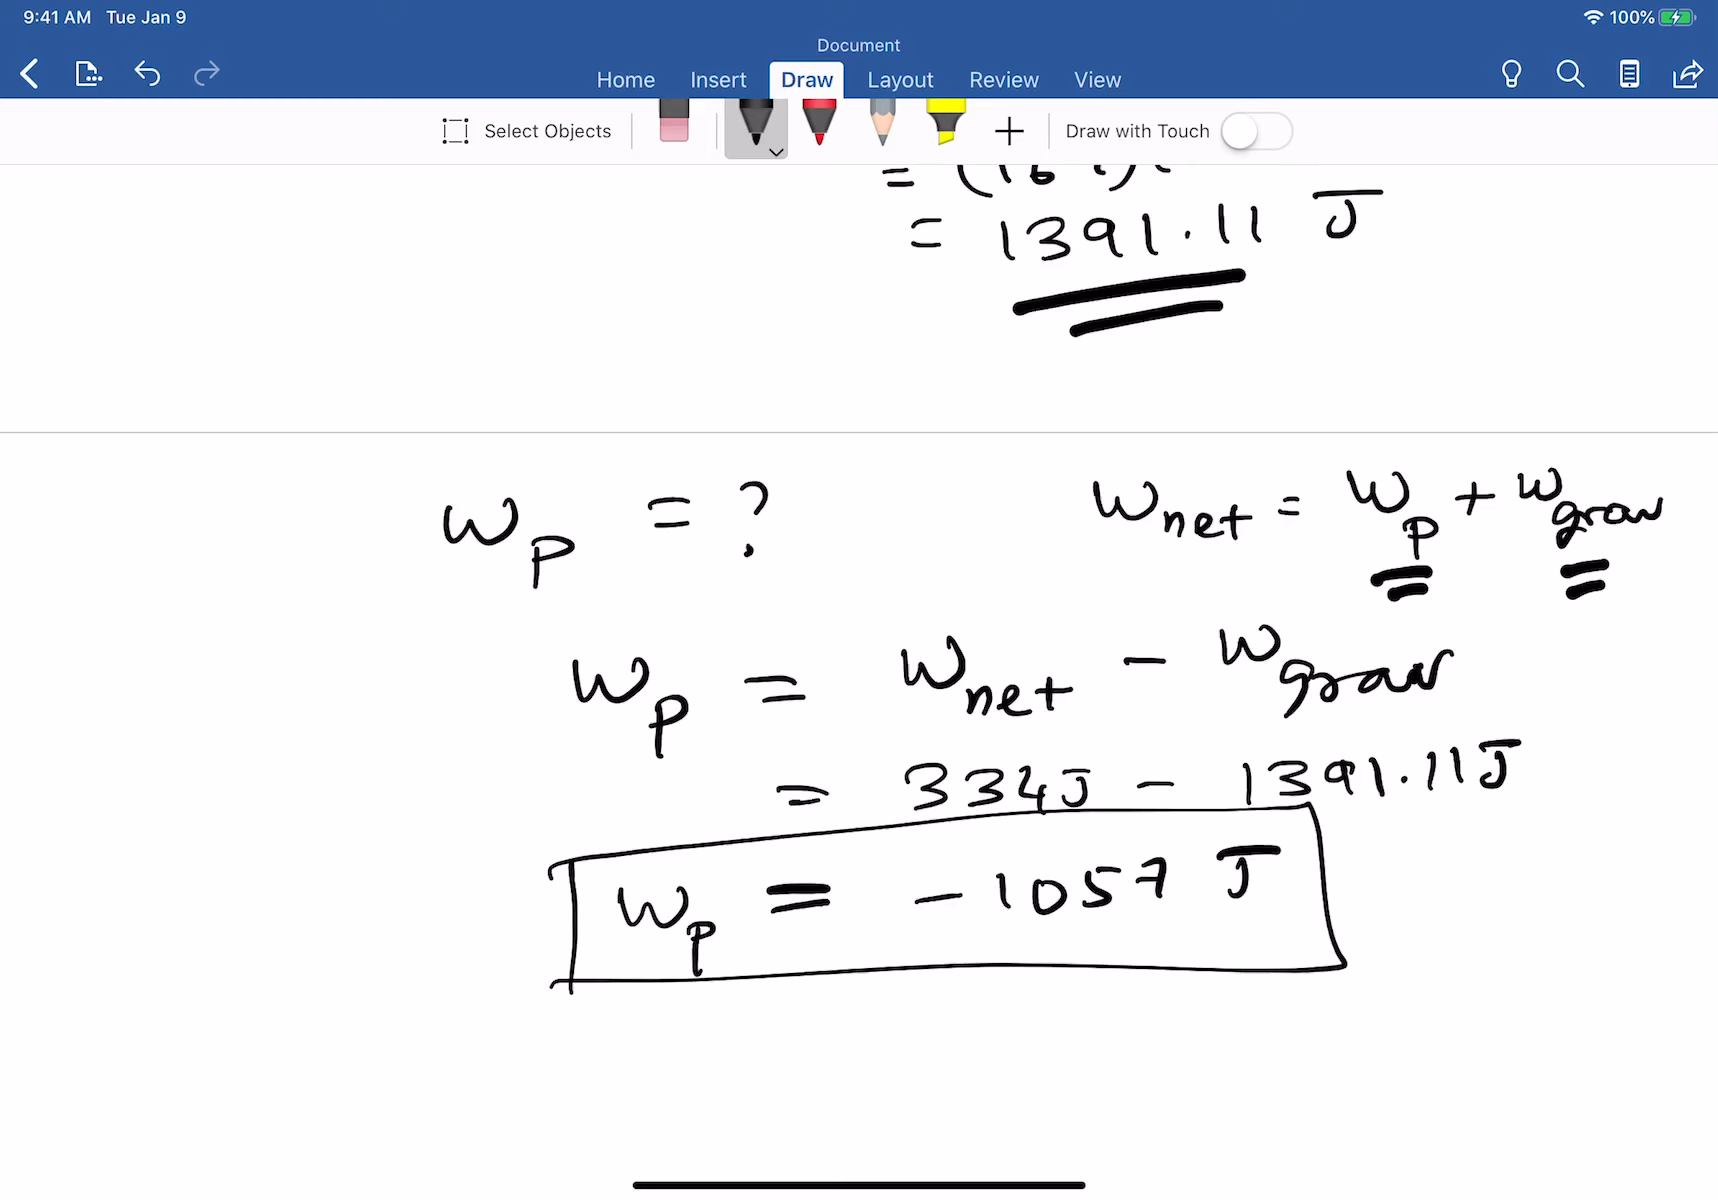 9:41 AM Tue Jan 9 100%
Document
Home Insert Draw Layout Review View
Select Objects Draw with Touch
=
= 1391.11 J
Wp = ?
Wnet = Wp + Wgrav
Wp = Wnet - Wgrav
= 334J - 1391.11J
Wp = -1057 J